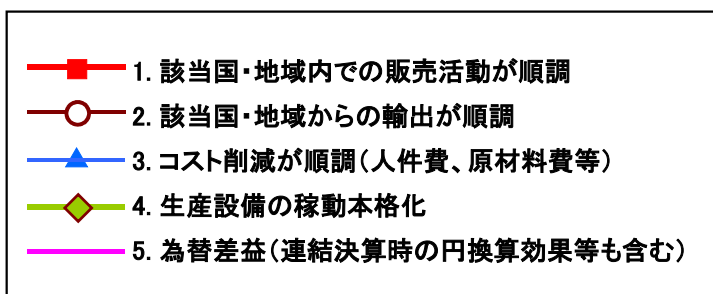 1. 該当国・地域内での販売活動が順調
2. 該当国・地域からの輸出が順調
3. コスト削減が順調(人件費、原材料費等)
4. 生産設備の稼動本格化
5. 為替差益(連結決算時の円換算効果等も含む)